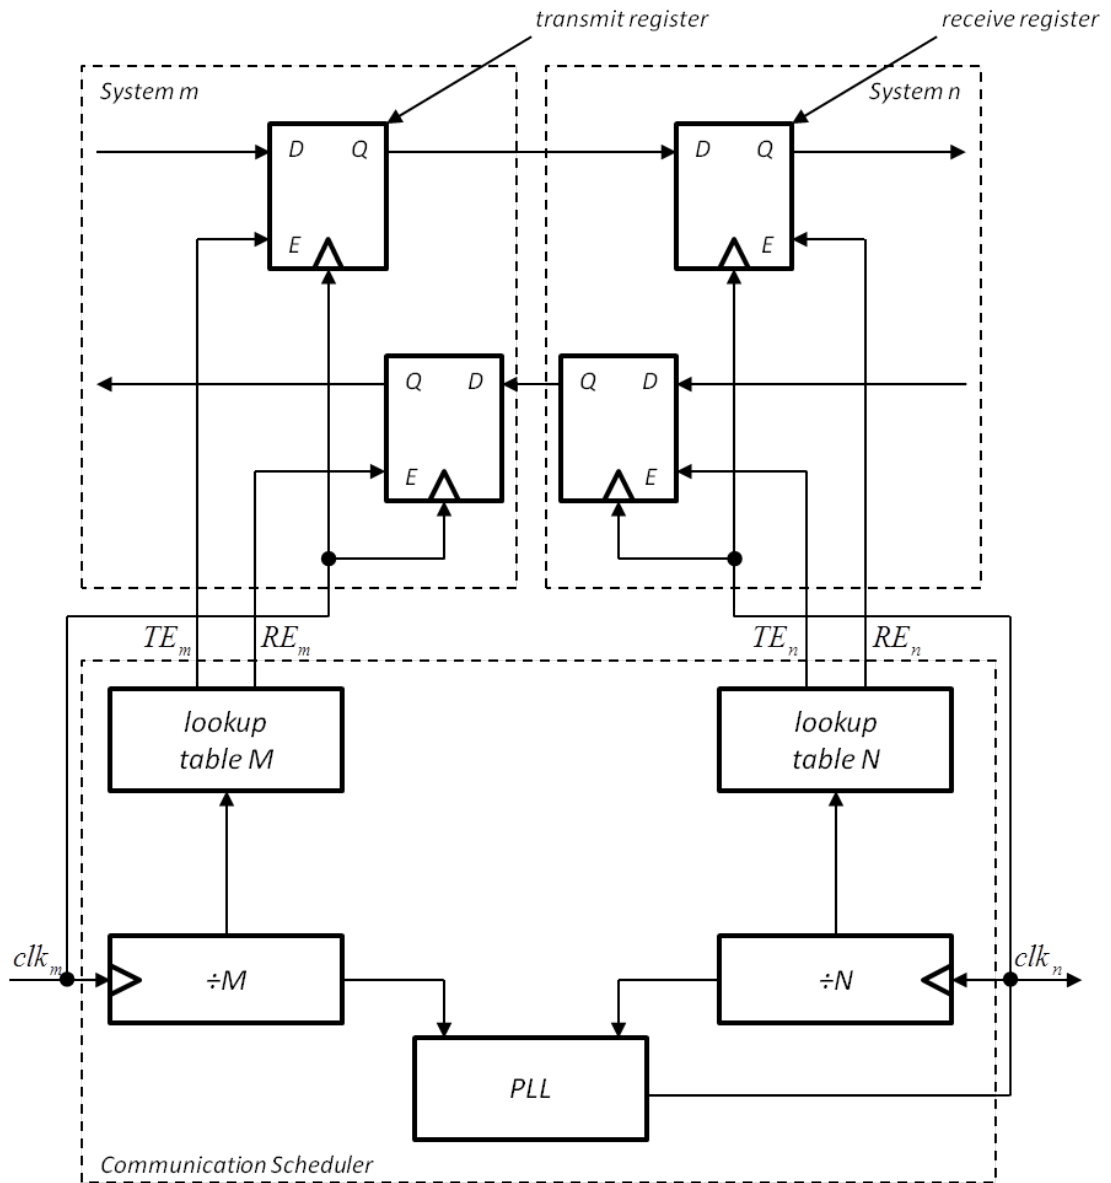 transmit register
receive register
System m
System n
D Q
D Q
E
E
Q D
Q D
E
E
TEm
REm
TEn
REn
lookup
table M
lookup
table N
clkm
÷M
÷N
clkn
PLL
Communication Scheduler